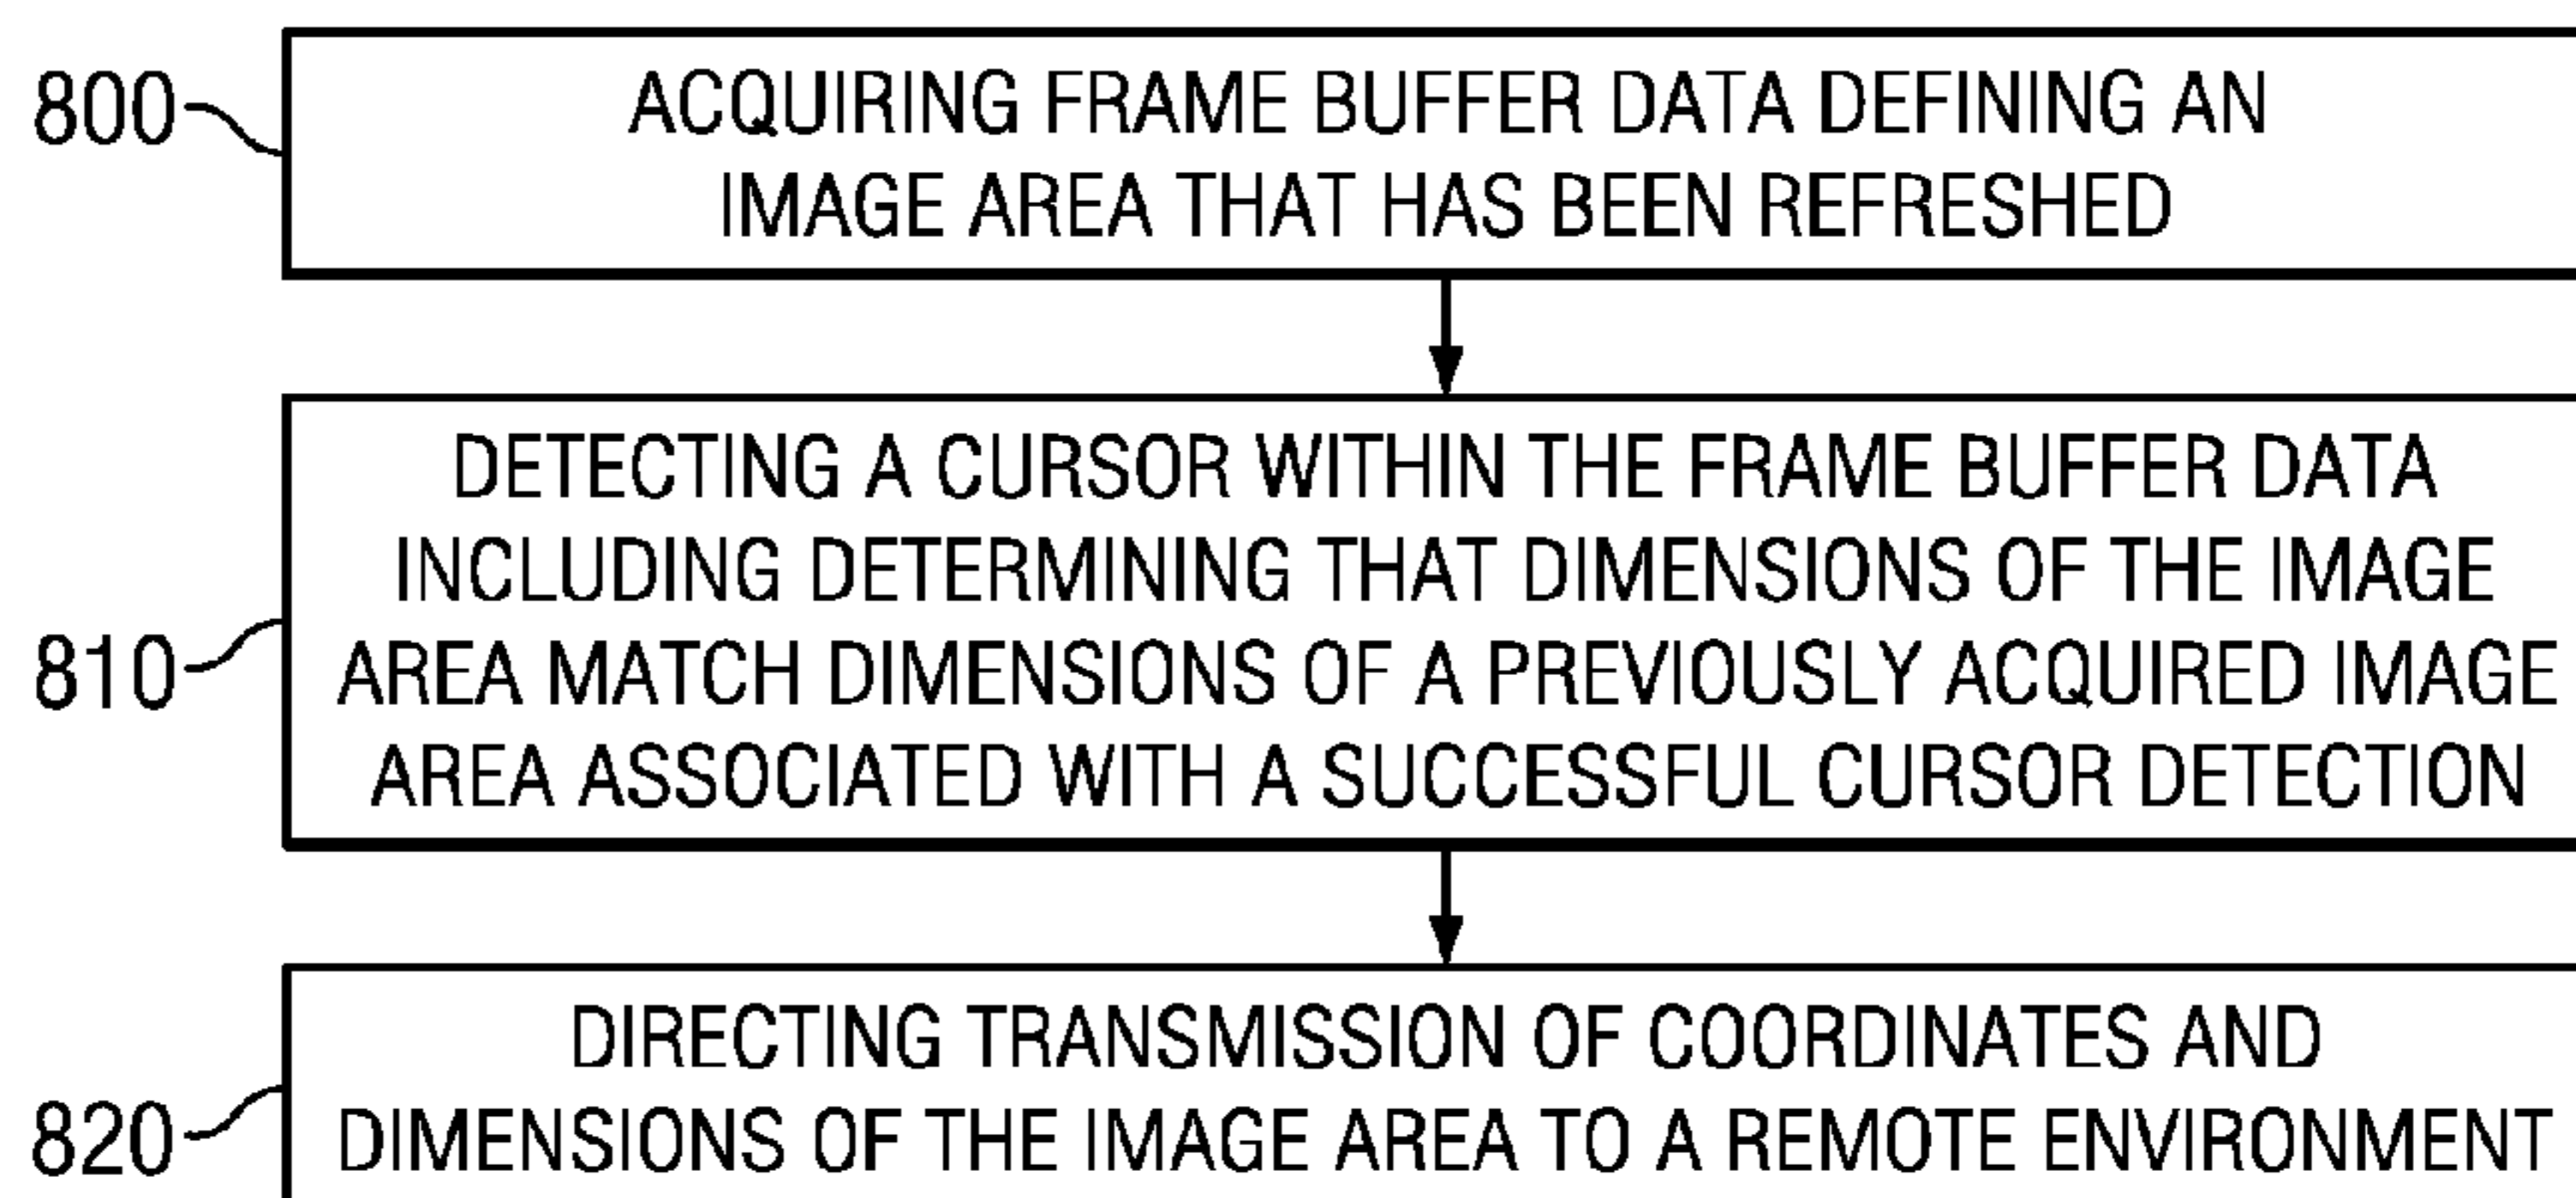 800
ACQUIRING FRAME BUFFER DATA DEFINING AN
IMAGE AREA THAT HAS BEEN REFRESHED
810
DETECTING A CURSOR WITHIN THE FRAME BUFFER DATA
INCLUDING DETERMINING THAT DIMENSIONS OF THE IMAGE
AREA MATCH DIMENSIONS OF A PREVIOUSLY ACQUIRED IMAGE
AREA ASSOCIATED WITH A SUCCESSFUL CURSOR DETECTION
820
DIRECTING TRANSMISSION OF COORDINATES AND
DIMENSIONS OF THE IMAGE AREA TO A REMOTE ENVIRONMENT